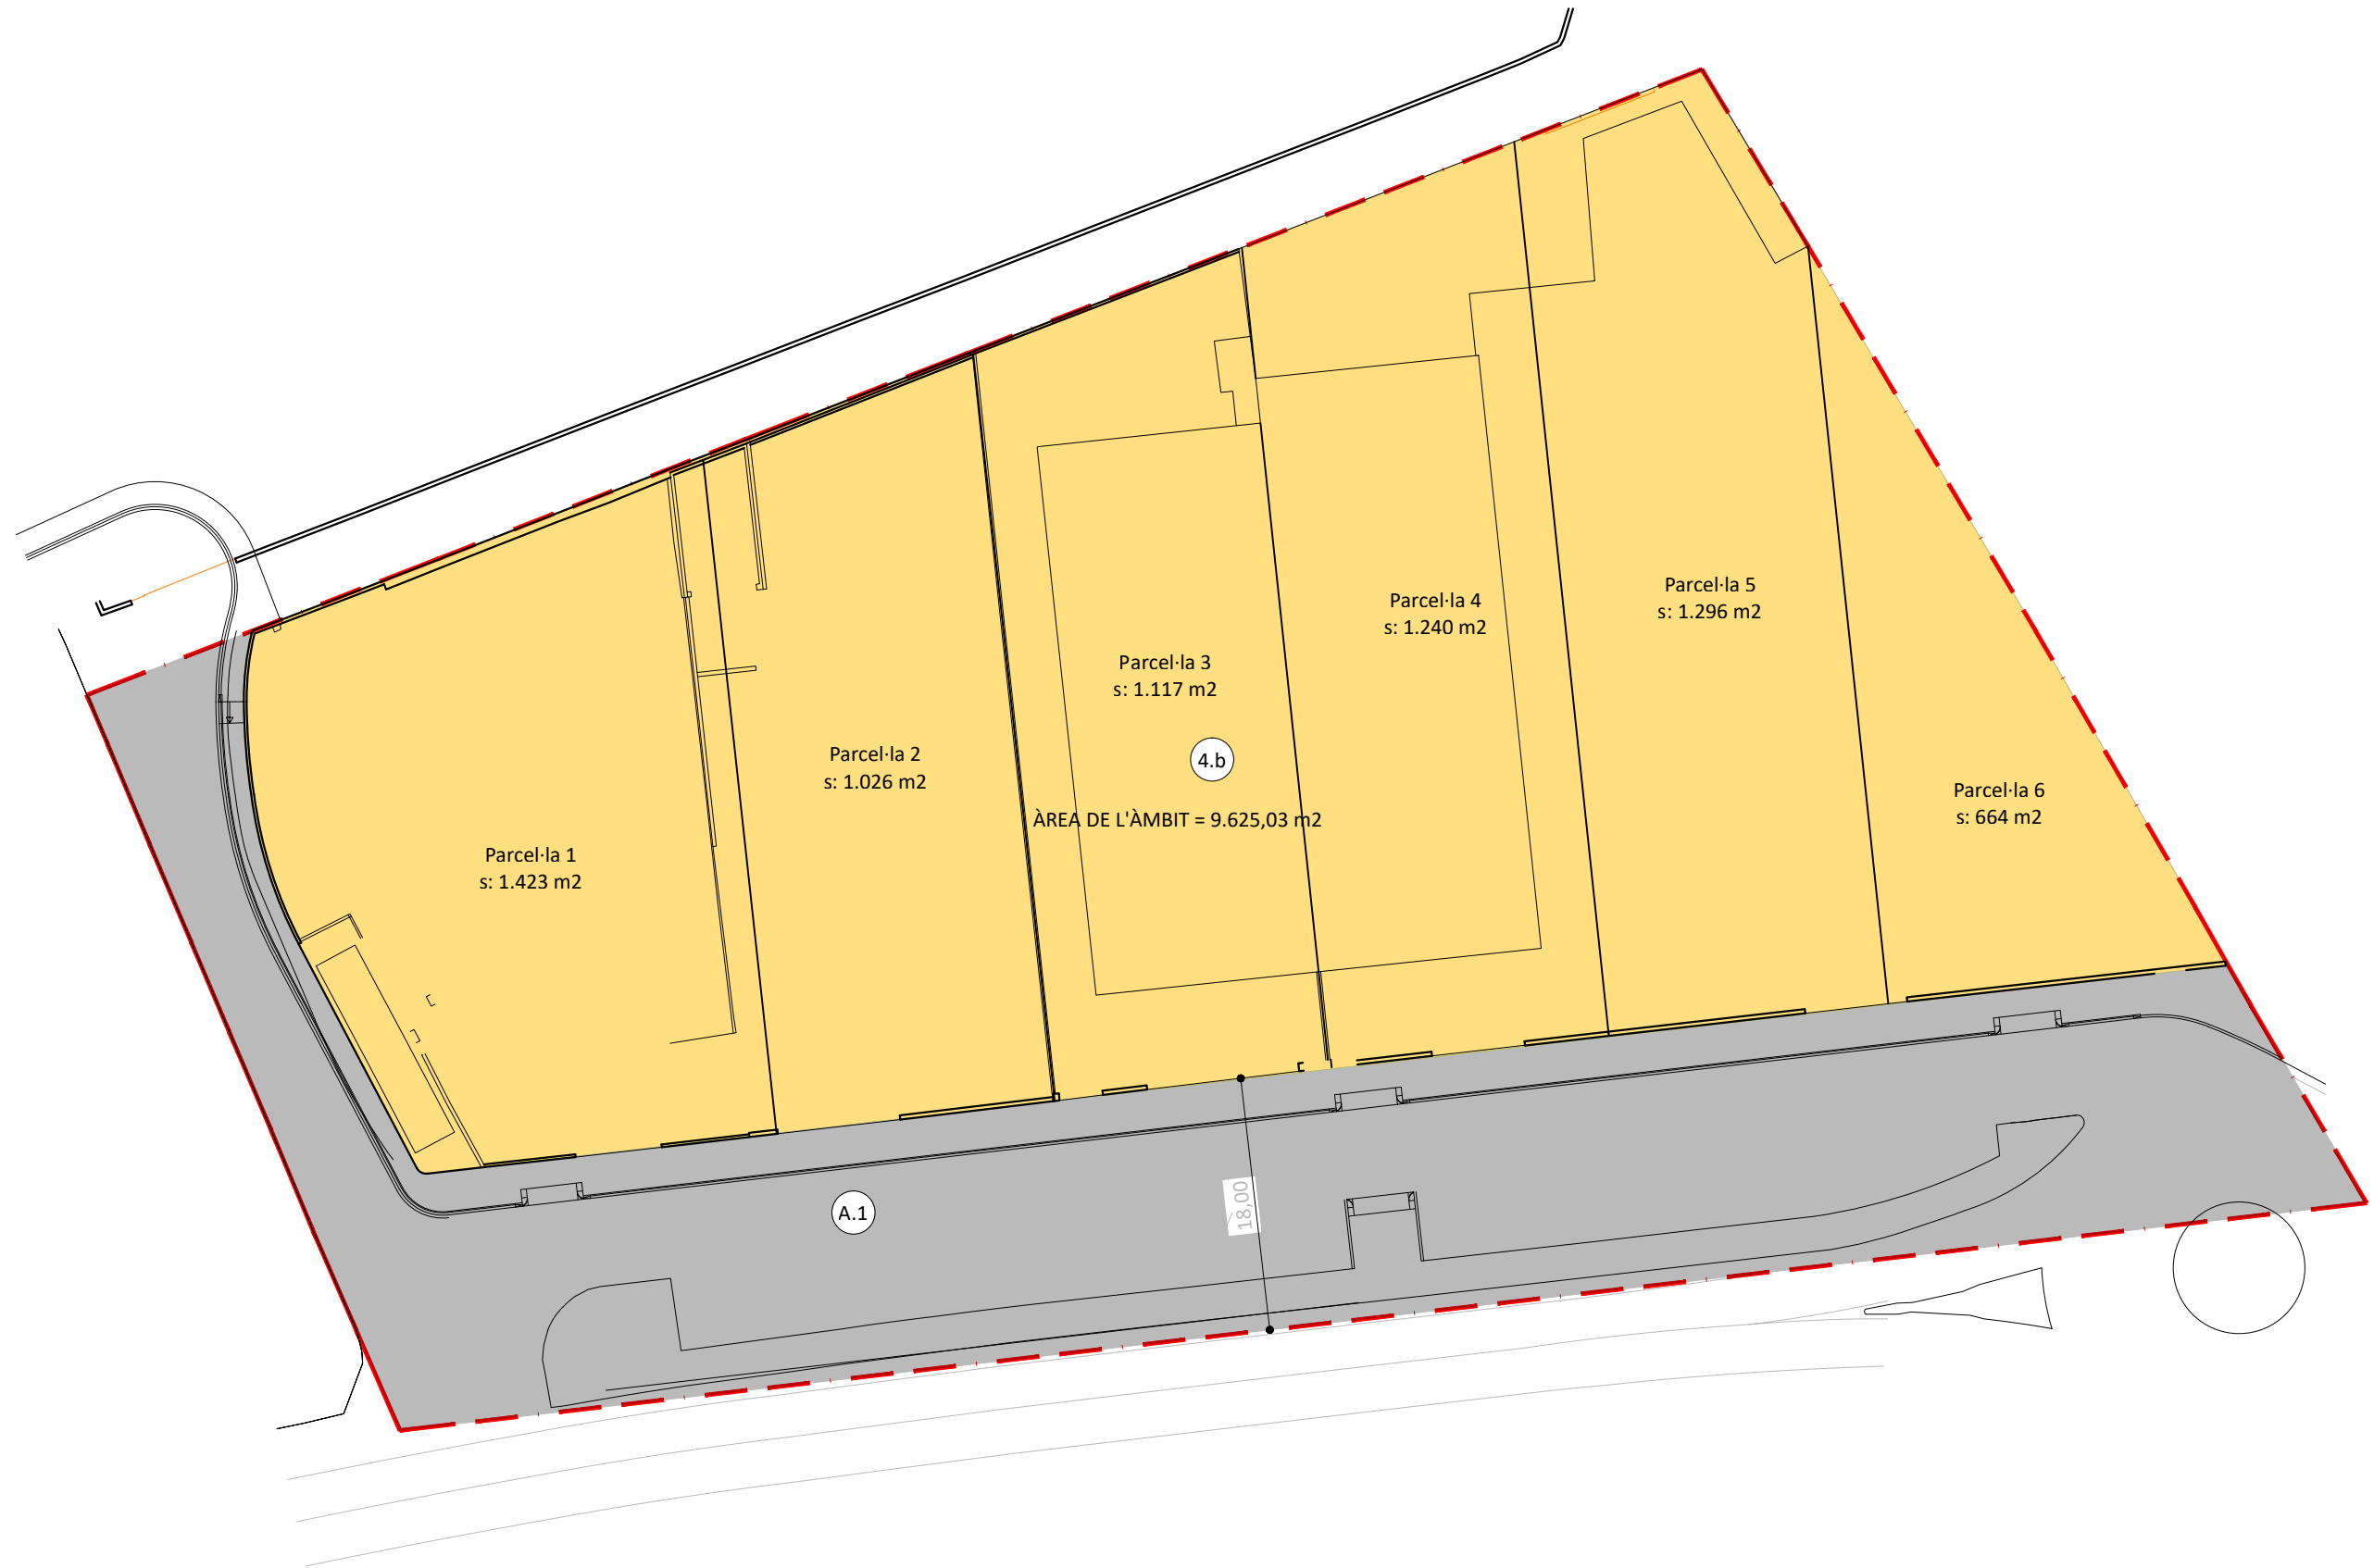 Parcel·la 5
s: 1.296 m2
Parcel·la 4
s: 1.240 m2
Parcel·la 3
s: 1.117 m2
Parcel·la 2
s: 1.026 m2
4.b
Parcel·la 6
s: 664 m2
ÀREA DE L'ÀMBIT = 9.625,03 m2
Parcel·la 1
s: 1.423 m2
A.1
18,00